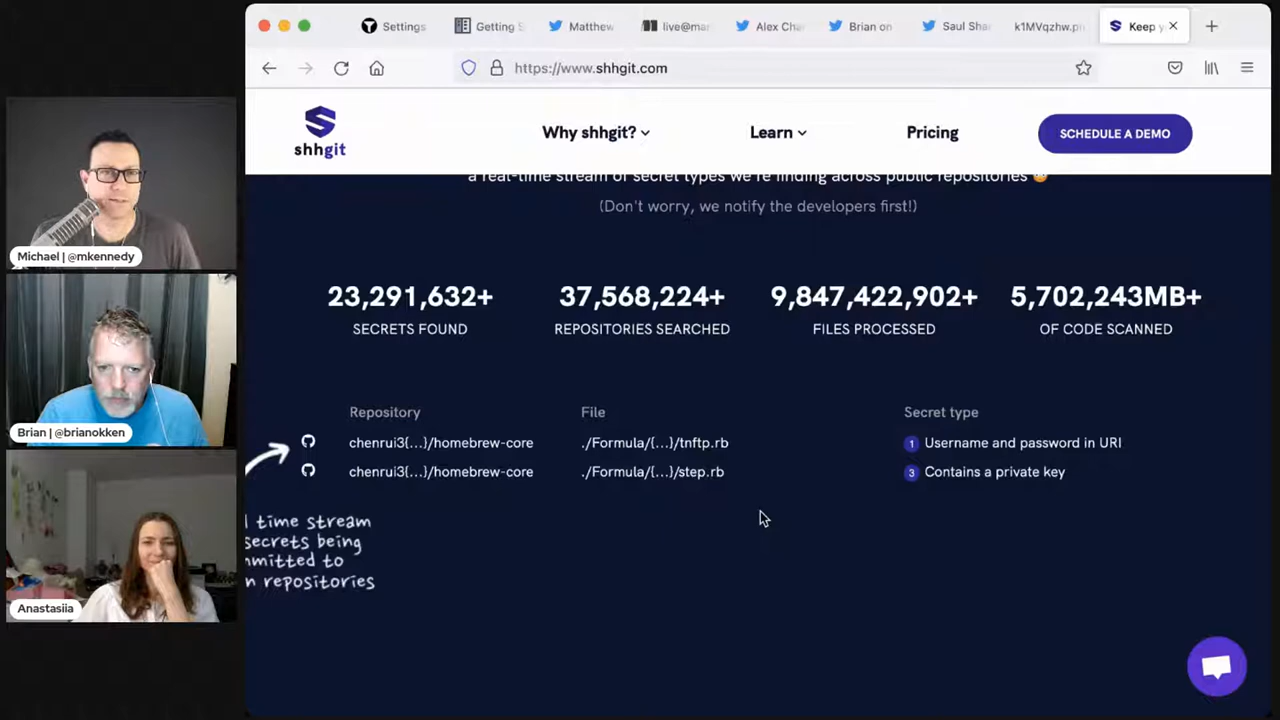 Settings
Getting S
Matthew
live@mar
Alex Cha
Brian on
Saul Sha
k1MVqzhw.pn
Keep y
https://www.shhgit.com
shhgit
Why shhgit?
Learn
Pricing
SCHEDULE A DEMO
a real-time stream of secret types we're finding across public repositories
(Don't worry, we notify the developers first!)
23,291,632+
37,568,224+
9,847,422,902+
5,702,243MB+
SECRETS FOUND
REPOSITORIES SEARCHED
FILES PROCESSED
OF CODE SCANNED
Repository
File
Secret type
chenrui3{...}/homebrew-core
./Formula/{...}/tnftp.rb
1 Username and password in URI
chenrui3{...}/homebrew-core
./Formula/{...}/step.rb
3 Contains a private key
l time stream
secrets being
mmitted to
n repositories
Michael | @mkennedy
Brian | @brianokken
Anastasiia